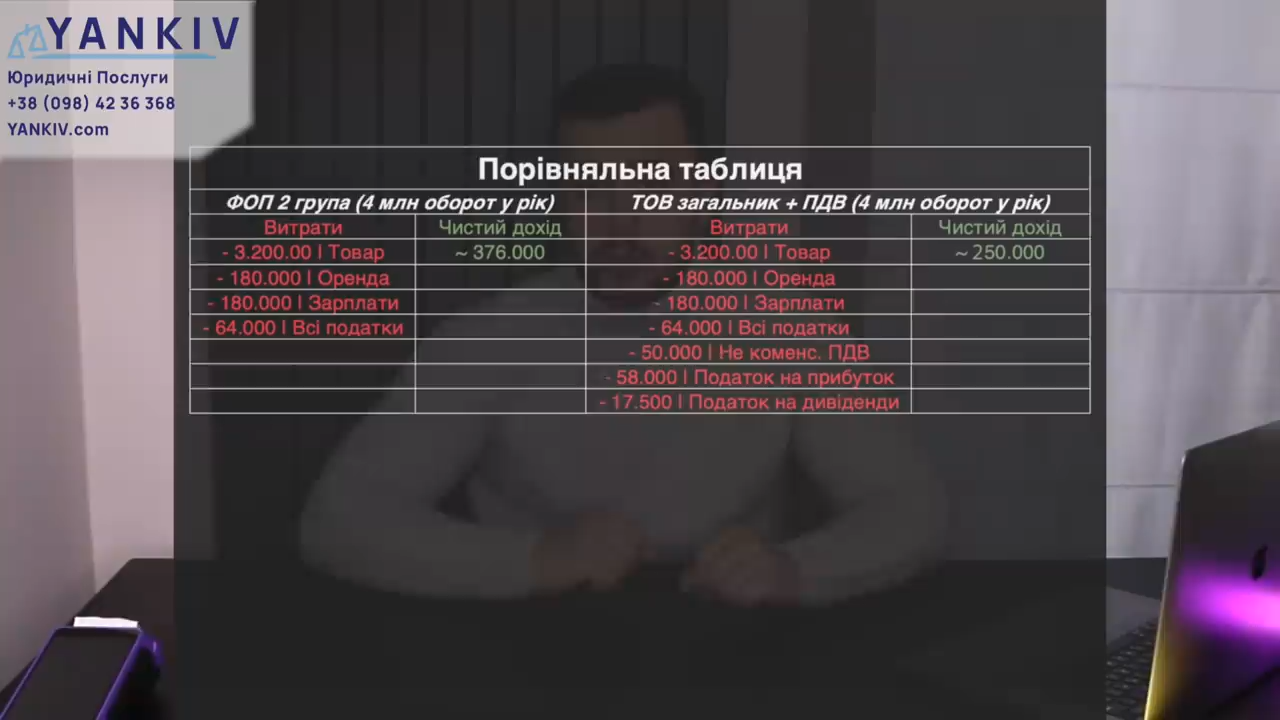 YANKIV
Юридичні Послуги
+38 (098) 42 36 368
YANKIV.com
Порівняльна таблиця
ФОП 2 група (4 млн оборот у рік) ТОВ загальник + ПДВ (4 млн оборот у рік)
Витрати Чистий дохід Витрати Чистий дохід
- 3.200.00 | Товар ~ 376.000 - 3.200.00 | Товар ~ 250.000
- 180.000 | Оренда - 180.000 | Оренда
- 180.000 | Зарплати - 180.000 | Зарплати
- 64.000 | Всі податки - 64.000 | Всі податки
- 50.000 | Не коменс. ПДВ
- 58.000 | Податок на прибуток
- 17.500 | Податок на дивіденди